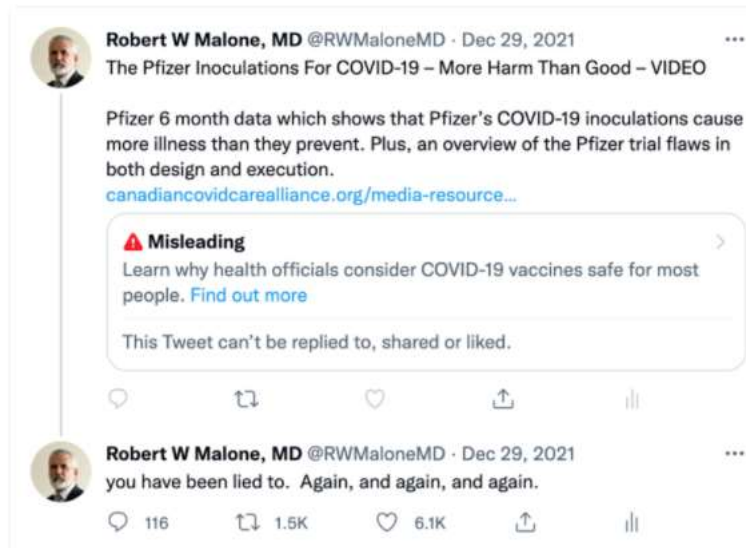 Robert W Malone, MD @RWMaloneMD · Dec 29, 2021
The Pfizer Inoculations For COVID-19 – More Harm Than Good – VIDEO
Pfizer 6 month data which shows that Pfizer's COVID-19 inoculations cause
more illness than they prevent. Plus, an overview of the Pfizer trial flaws in
both design and execution.
canadiancovidcarealliance.org/media-resource...
Misleading
Learn why health officials consider COVID-19 vaccines safe for most
people. Find out more
This Tweet can't be replied to, shared or liked.
Robert W Malone, MD @RWMaloneMD · Dec 29, 2021
you have been lied to.  Again, and again, and again.
116 1.5K 6.1K